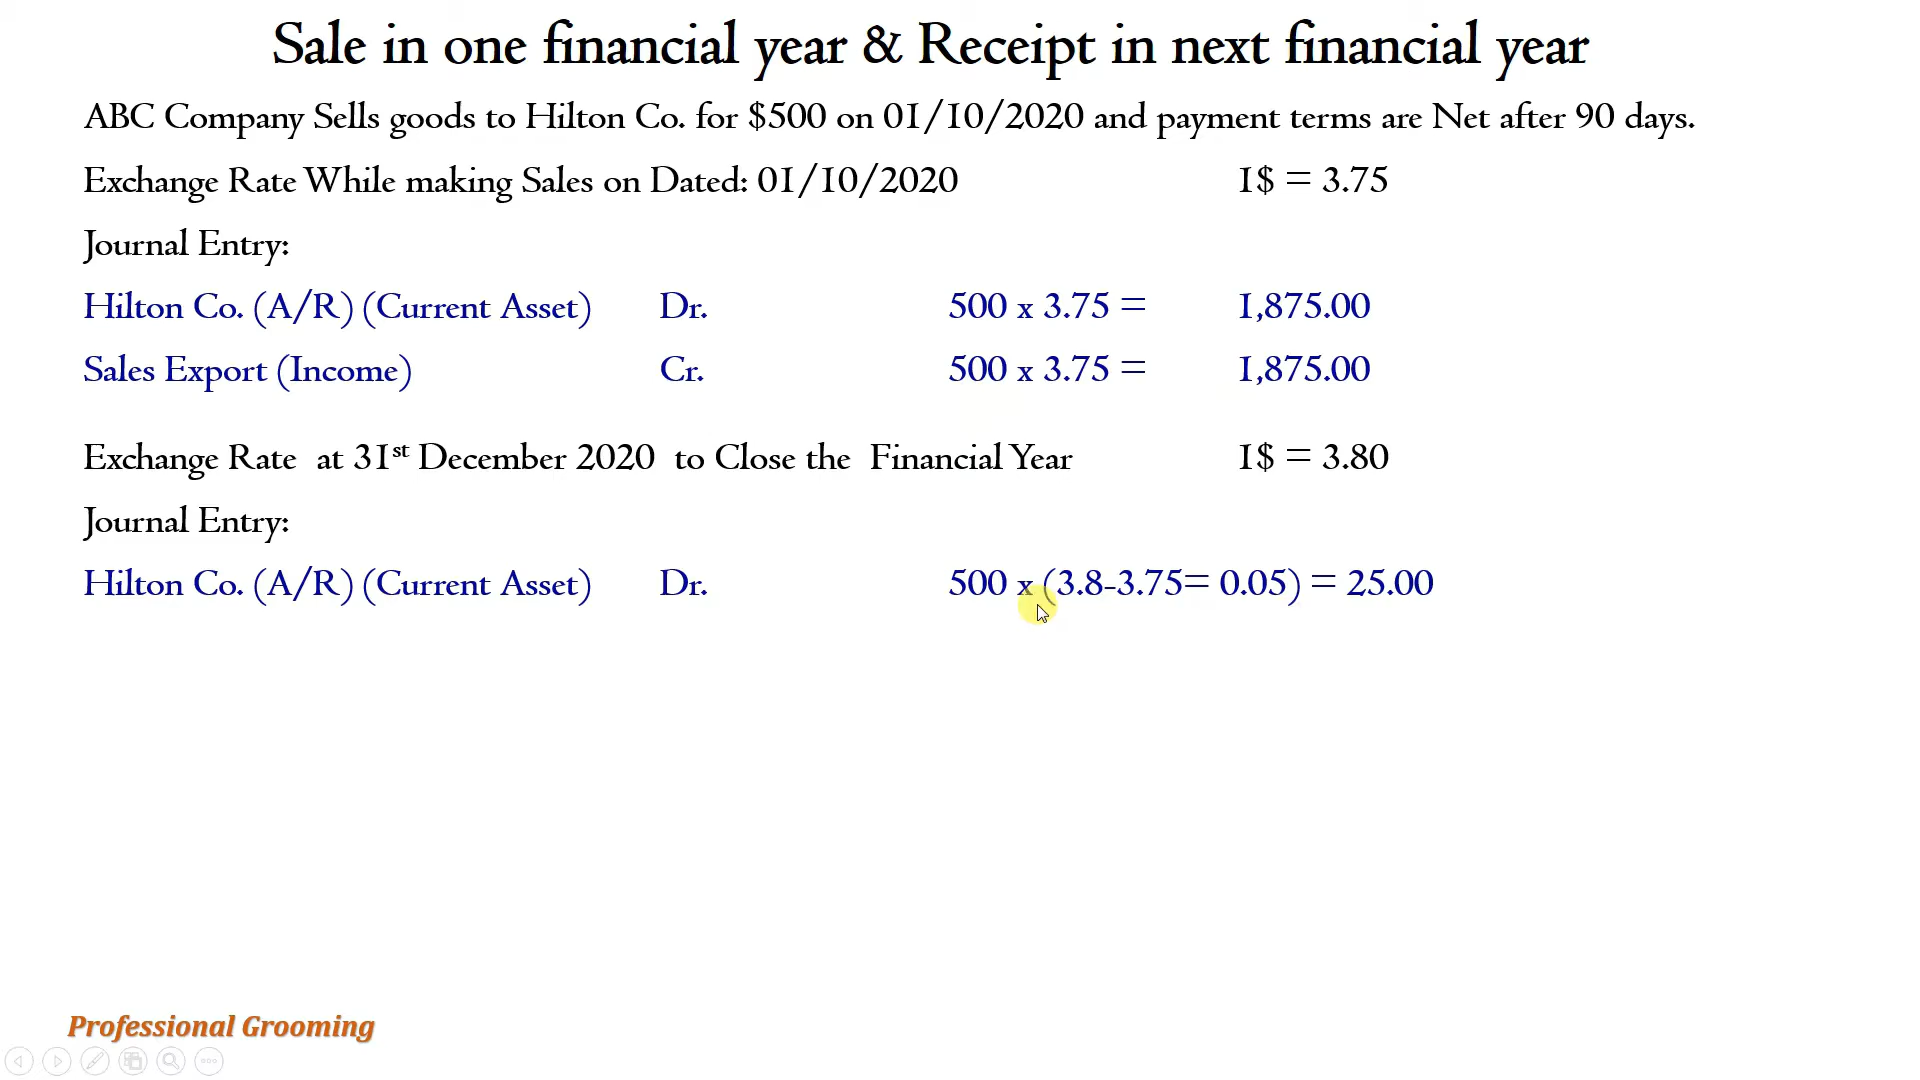 Sale in one financial year & Receipt in next financial year
ABC Company Sells goods to Hilton Co. for $500 on 01/10/2020 and payment terms are Net after 90 days.
Exchange Rate While making Sales on Dated: 01/10/2020 1$ = 3.75
Journal Entry:
Hilton Co. (A/R) (Current Asset) Dr. 500 x 3.75 = 1,875.00
Sales Export (Income) Cr. 500 x 3.75 = 1,875.00
Exchange Rate at 31st December 2020 to Close the Financial Year 1$ = 3.80
Journal Entry:
Hilton Co. (A/R) (Current Asset) Dr. 500 x (3.8-3.75= 0.05) = 25.00
Professional Grooming